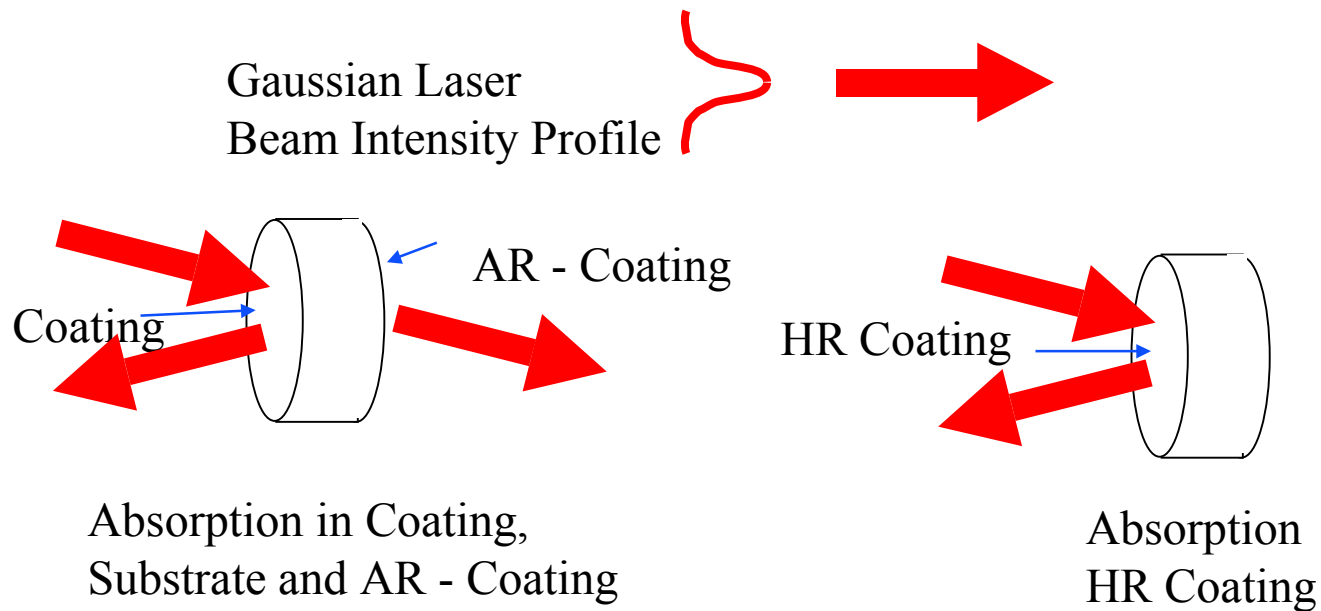 Gaussian Laser
Beam Intensity Profile
AR - Coating
Coating
HR Coating
Absorption in Coating,
Substrate and AR - Coating
Absorption
HR Coating